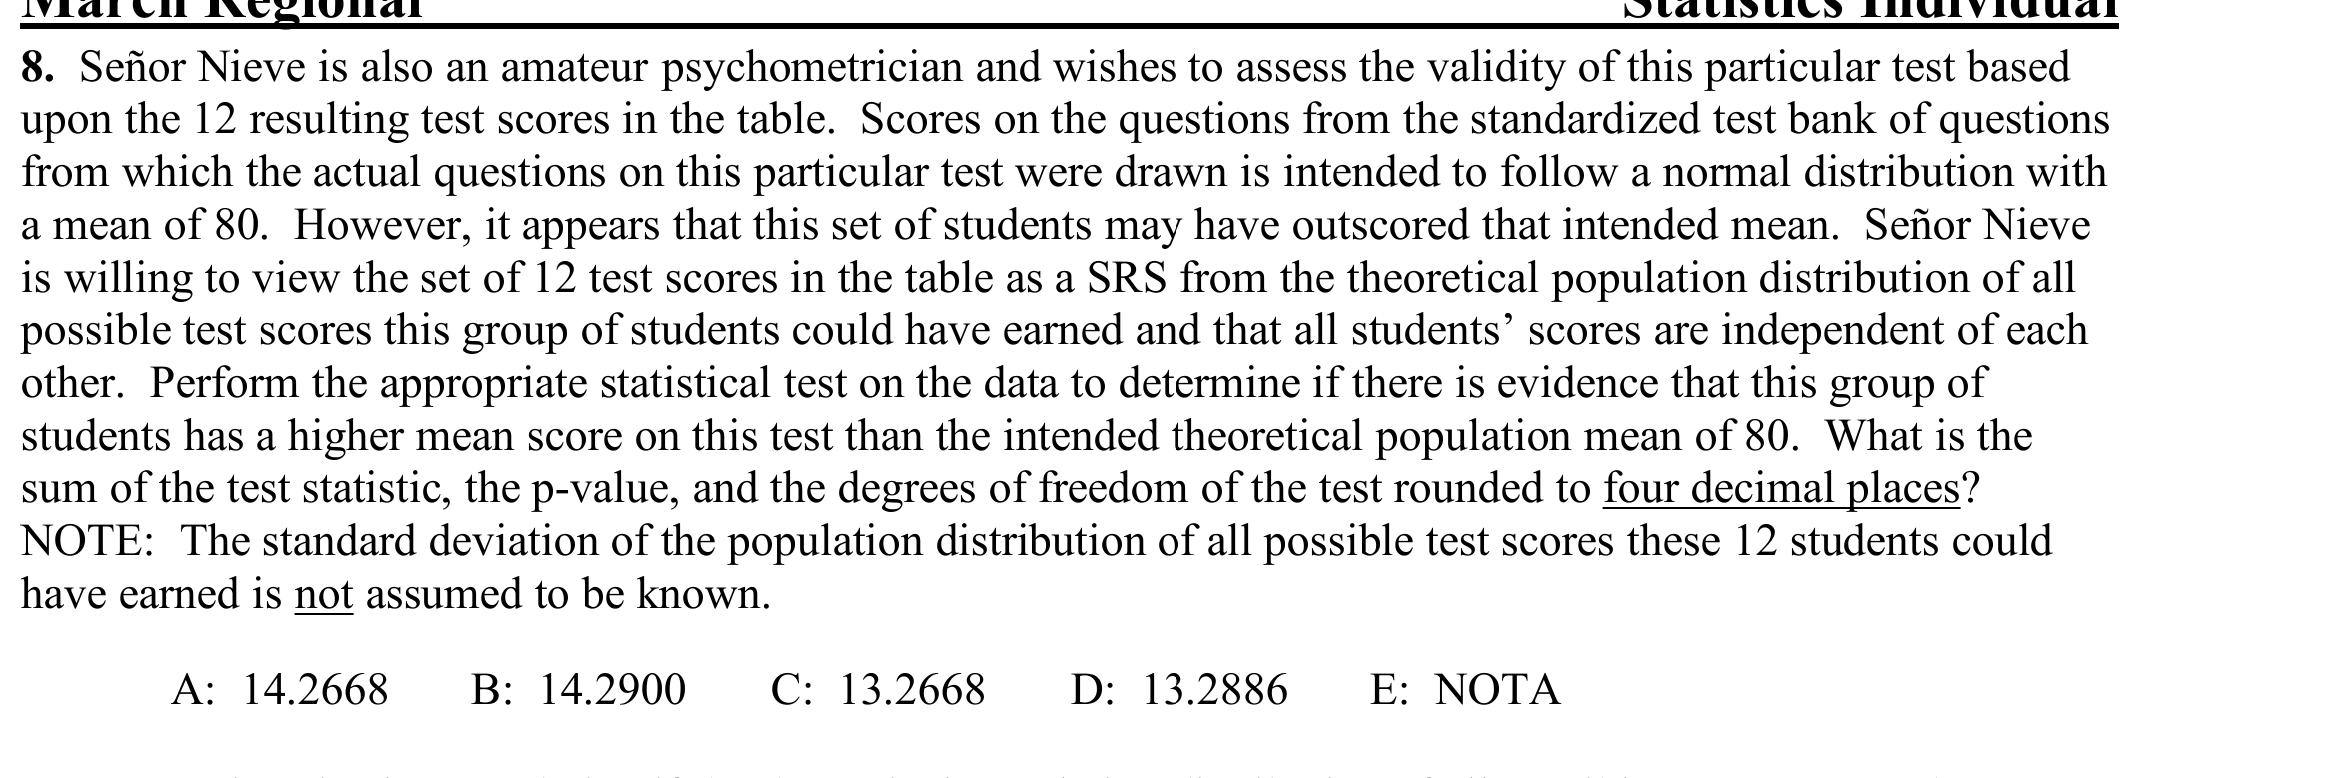 March Regional Statistics Individual
8. Señor Nieve is also an amateur psychometrician and wishes to assess the validity of this particular test based
upon the 12 resulting test scores in the table. Scores on the questions from the standardized test bank of questions
from which the actual questions on this particular test were drawn is intended to follow a normal distribution with
a mean of 80. However, it appears that this set of students may have outscored that intended mean. Señor Nieve
is willing to view the set of 12 test scores in the table as a SRS from the theoretical population distribution of all
possible test scores this group of students could have earned and that all students’ scores are independent of each
other. Perform the appropriate statistical test on the data to determine if there is evidence that this group of
students has a higher mean score on this test than the intended theoretical population mean of 80. What is the
sum of the test statistic, the p-value, and the degrees of freedom of the test rounded to four decimal places?
NOTE: The standard deviation of the population distribution of all possible test scores these 12 students could
have earned is not assumed to be known.
A: 14.2668 B: 14.2900 C: 13.2668 D: 13.2886 E: NOTA